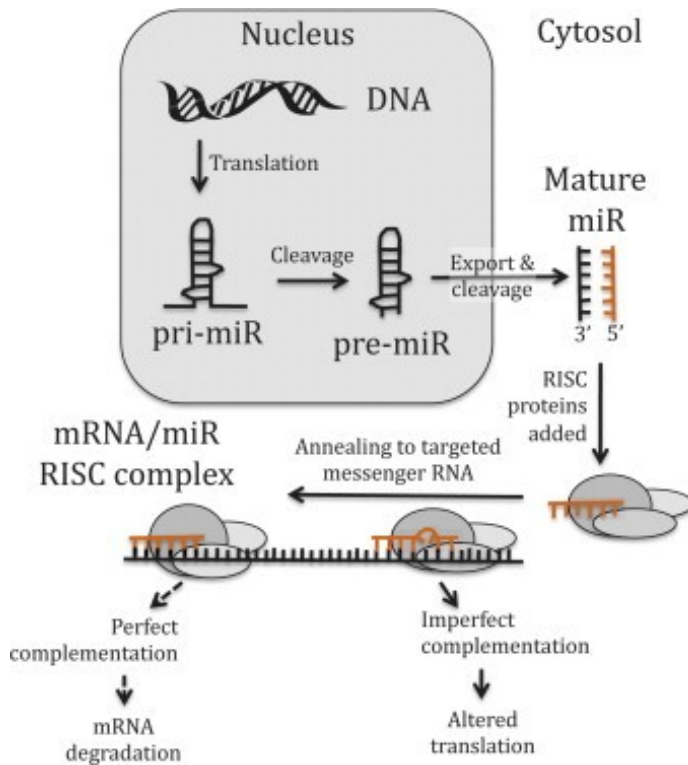 Nucleus
Cytosol
DNA
Translation
Mature
miR
Cleavage
Export &
cleavage
pri-miR
pre-miR
3’ 5’
RISC
proteins
added
mRNA/miR
RISC complex
Annealing to targeted
messenger RNA
Perfect
complementation
Imperfect
complementation
mRNA
degradation
Altered
translation